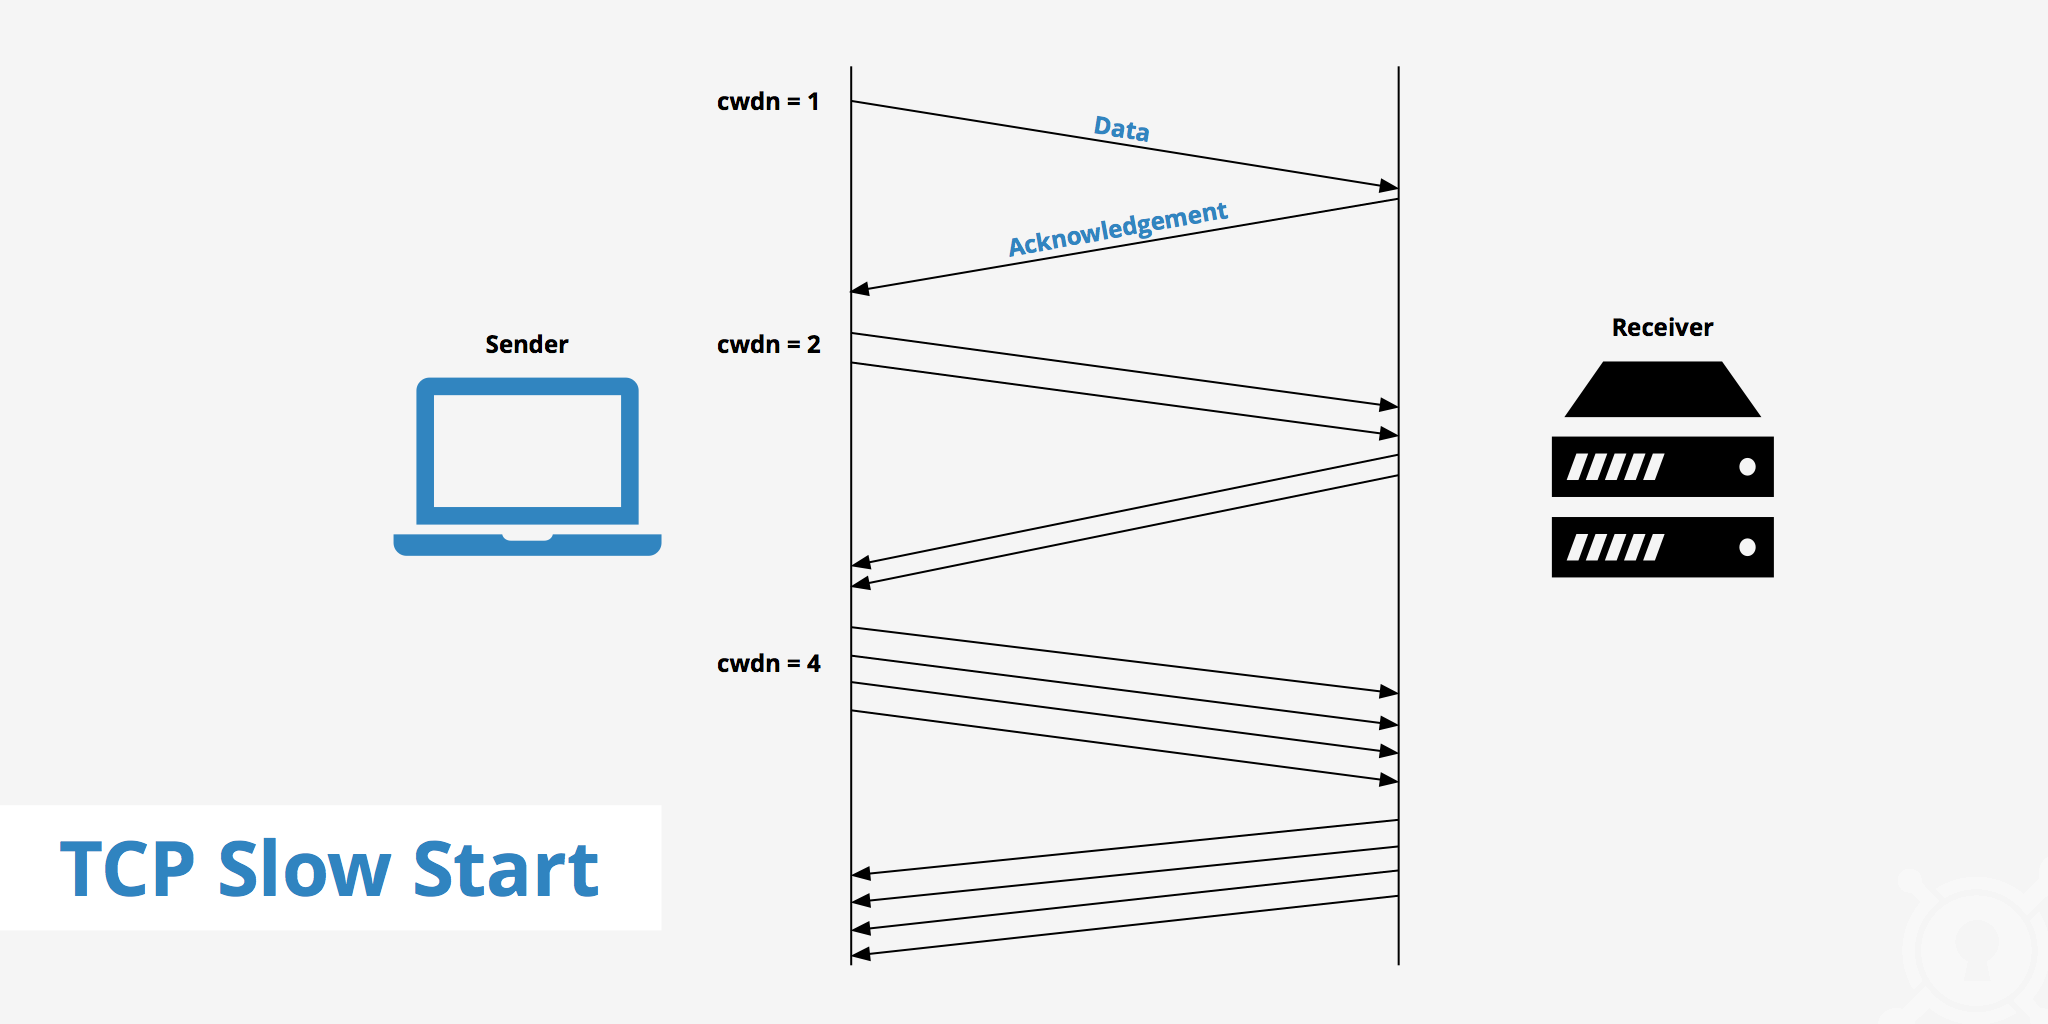 cwdn = 1
Data
Acknowledgement
Sender
cwdn = 2
Receiver
cwdn = 4
TCP Slow Start